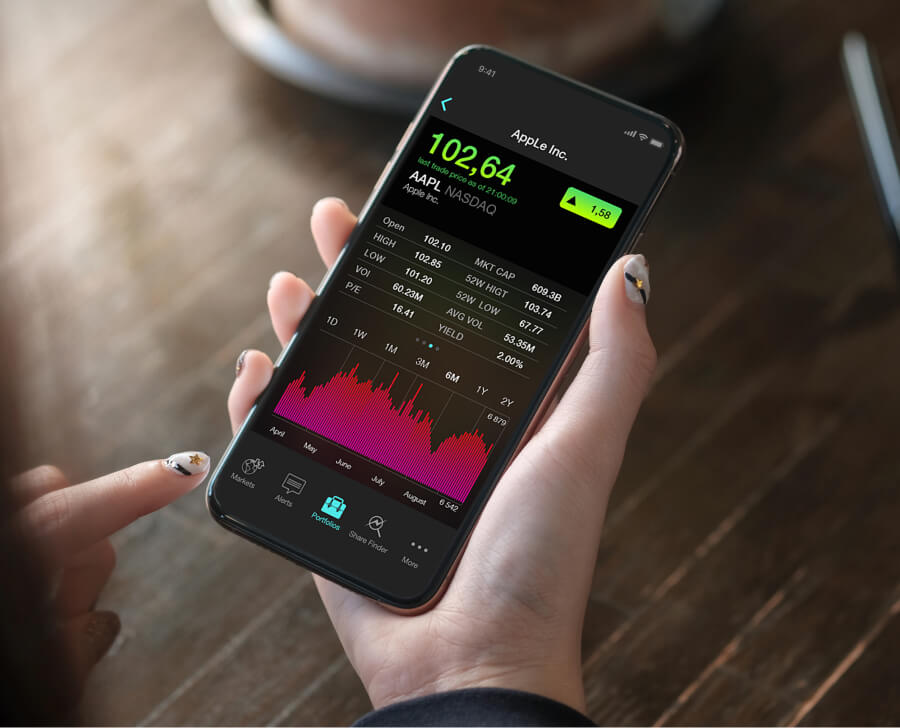 9:41
AppLe Inc.
102,64
last trade price as of 21:00:09
1,58
AAPL NASDAQ
Apple Inc.
Open 102.10 MKT CAP 609.3B
HIGH 102.85 52W HIGT 103.74
LOW 101.20 52W LOW 67.77
VOI 60.23M AVG VOL 53.35M
P/E 16.41 YIELD 2.00%
1D 1W 1M 3M 6M 1Y 2Y
6 879
April May June July August 6 542
Markets Alerts Portfolios Share Finder More